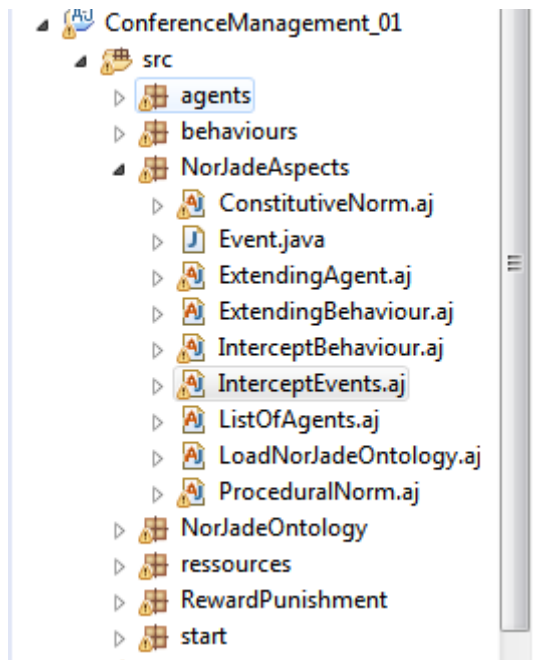 ConferenceManagement_01
src
agents
behaviours
NorJadeAspects
ConstitutiveNorm.aj
Event.java
ExtendingAgent.aj
ExtendingBehaviour.aj
InterceptBehaviour.aj
InterceptEvents.aj
ListOfAgents.aj
LoadNorJadeOntology.aj
ProceduralNorm.aj
NorJadeOntology
ressources
RewardPunishment
start